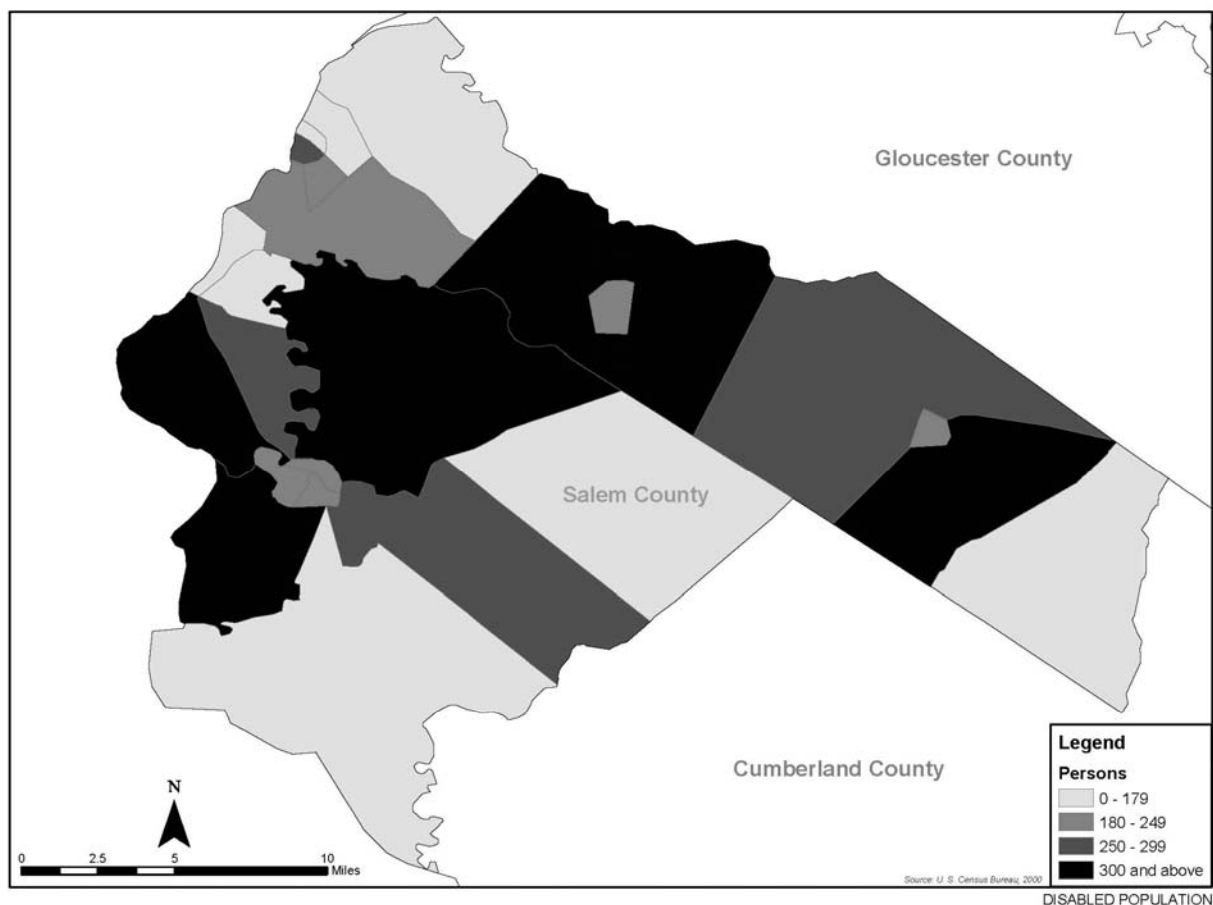 Gloucester County
Salem County
Cumberland County
N
0 2.5 5 10
Miles
Legend
Persons
0 - 179
180 - 249
250 - 299
300 and above
Source: U. S. Census Bureau, 2000
DISABLED POPULATION